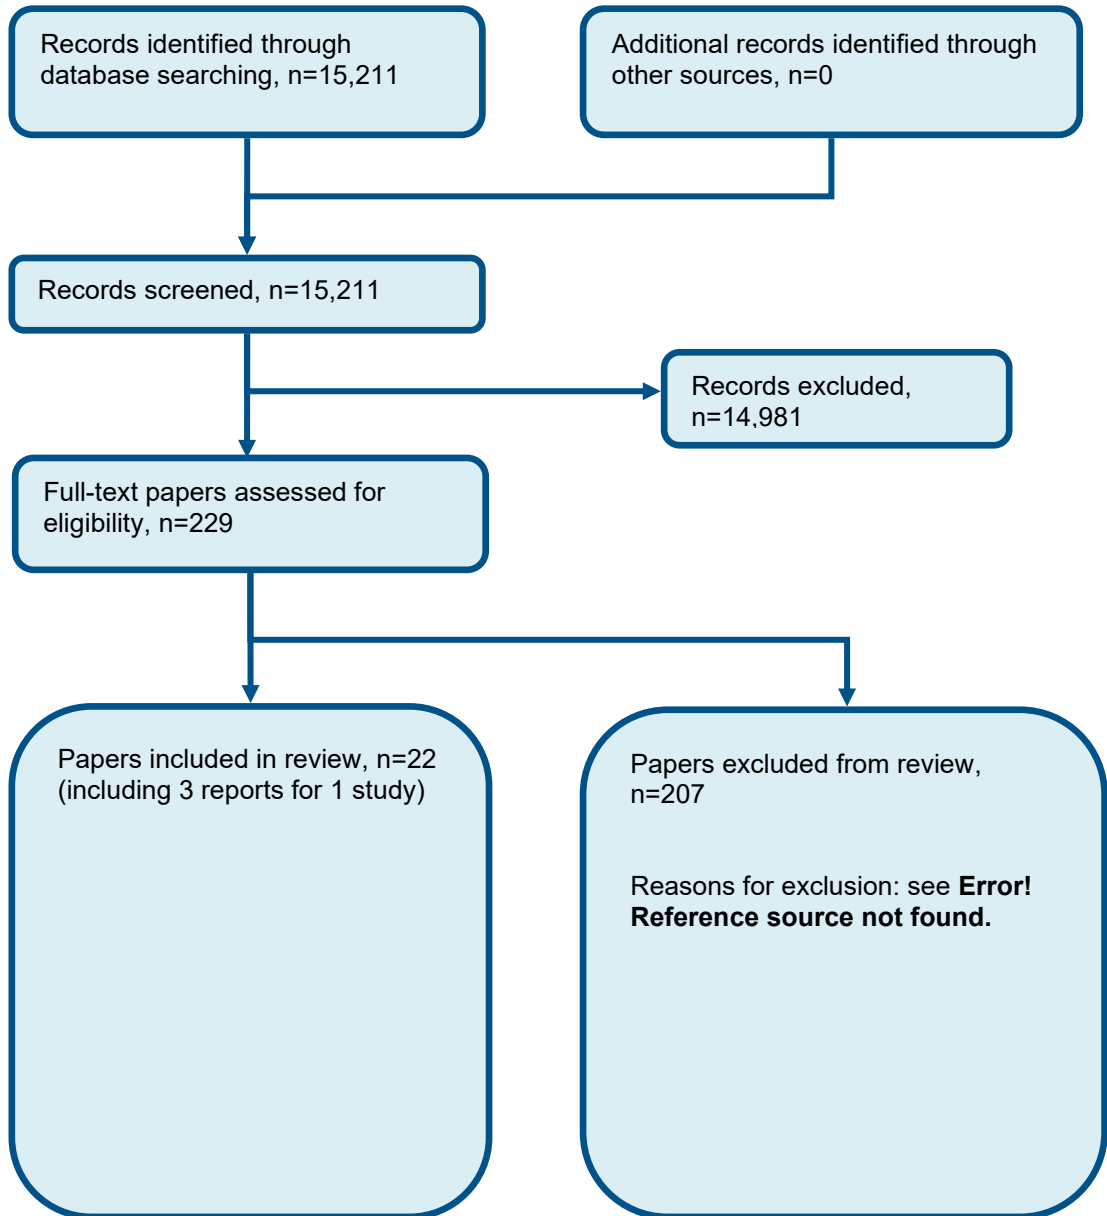 Records identified through
database searching, n=15,211
Additional records identified through
other sources, n=0
Records screened, n=15,211
Records excluded,
n=14,981
Full-text papers assessed for
eligibility, n=229
Papers included in review, n=22
(including 3 reports for 1 study)
Papers excluded from review,
n=207
Reasons for exclusion: see Error!
Reference source not found.